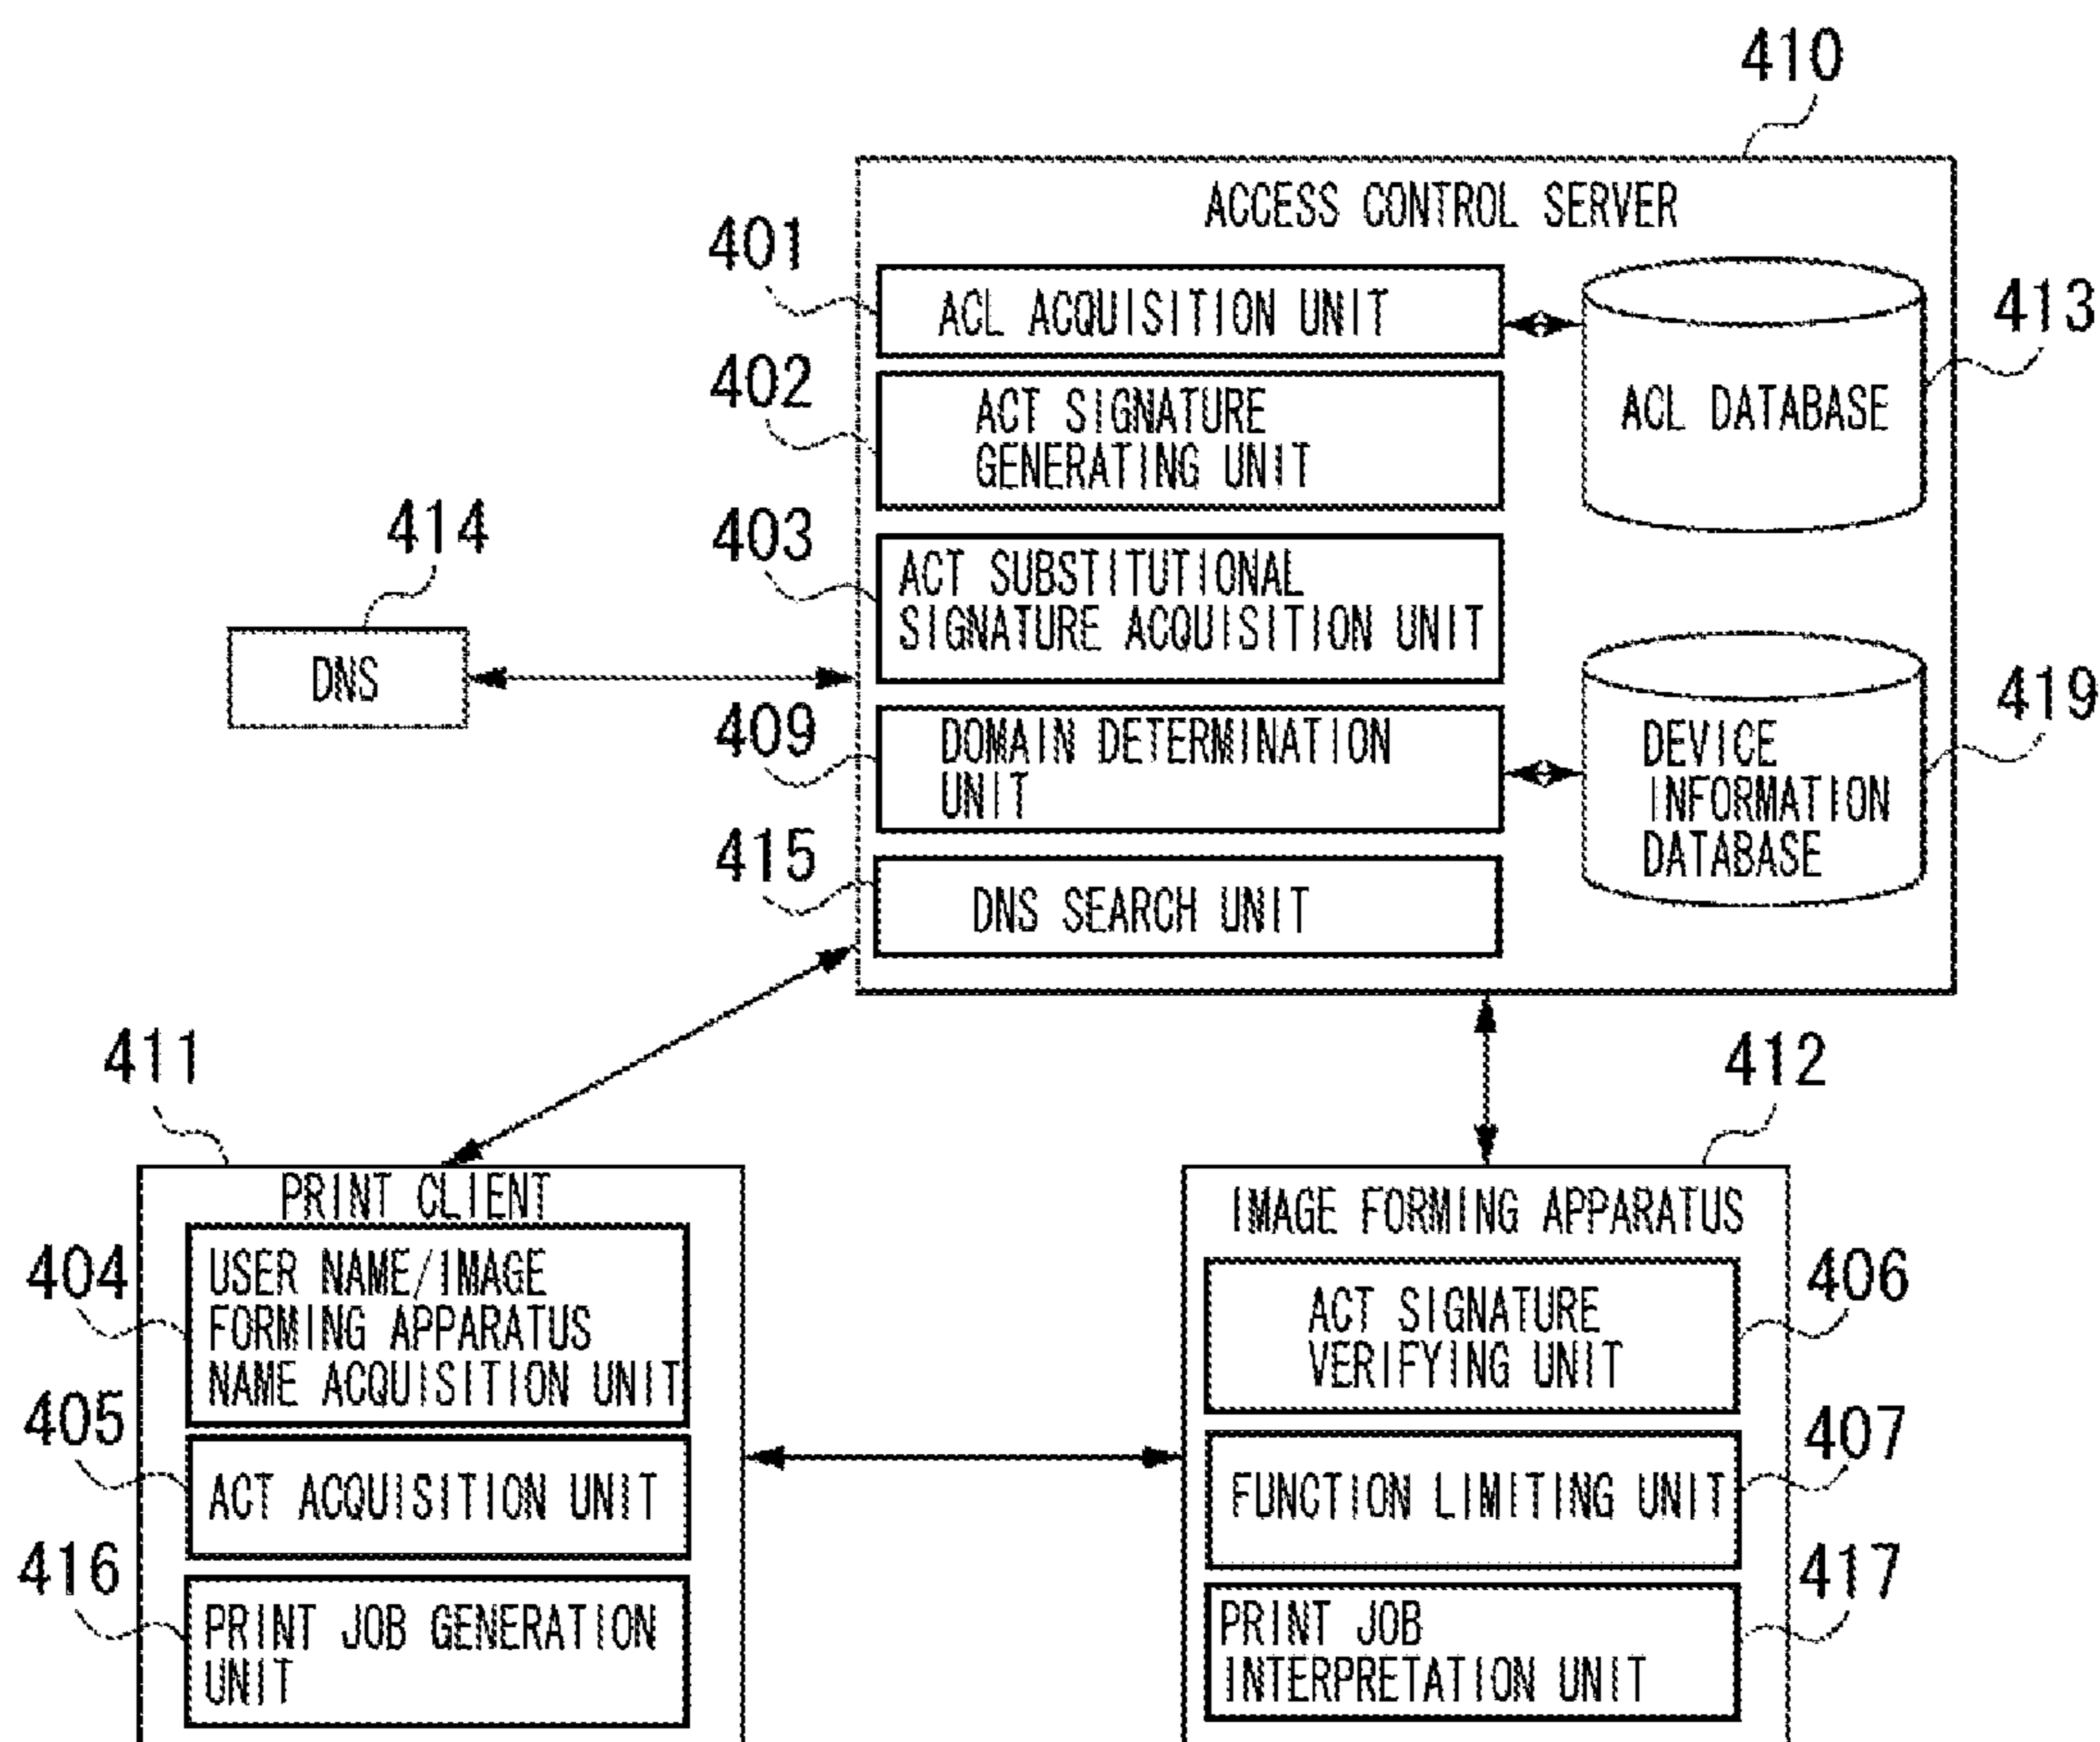 410
ACCESS CONTROL SERVER
401
ACL ACQUISITION UNIT
413
402
ACT SIGNATURE
GENERATING UNIT
ACL DATABASE
414
403
ACT SUBSTITUTIONAL
SIGNATURE ACQUISITION UNIT
DNS
409
DOMAIN DETERMINATION
UNIT
419
DEVICE
INFORMATION
DATABASE
415
DNS SEARCH UNIT
411
412
PRINT CLIENT
404
USER NAME/IMAGE
FORMING APPARATUS
NAME ACQUISITION UNIT
405
ACT ACQUISITION UNIT
416
PRINT JOB GENERATION
UNIT
IMAGE FORMING APPARATUS
406
ACT SIGNATURE
VERIFYING UNIT
407
FUNCTION LIMITING UNIT
417
PRINT JOB
INTERPRETATION UNIT